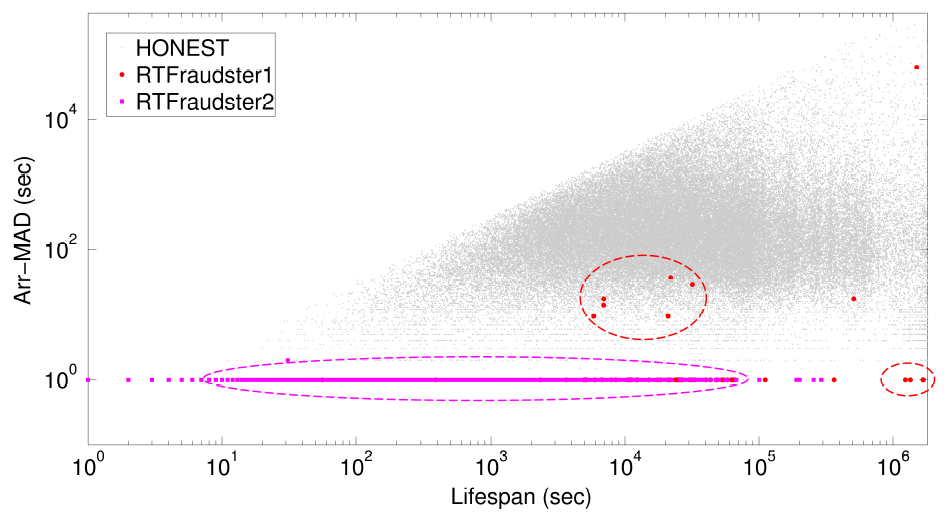 HONEST
RTFraudster1
RTFraudster2
Arr−MAD (sec)
10^4
10^2
10^0
10^0 10^1 10^2 10^3 10^4 10^5 10^6
Lifespan (sec)